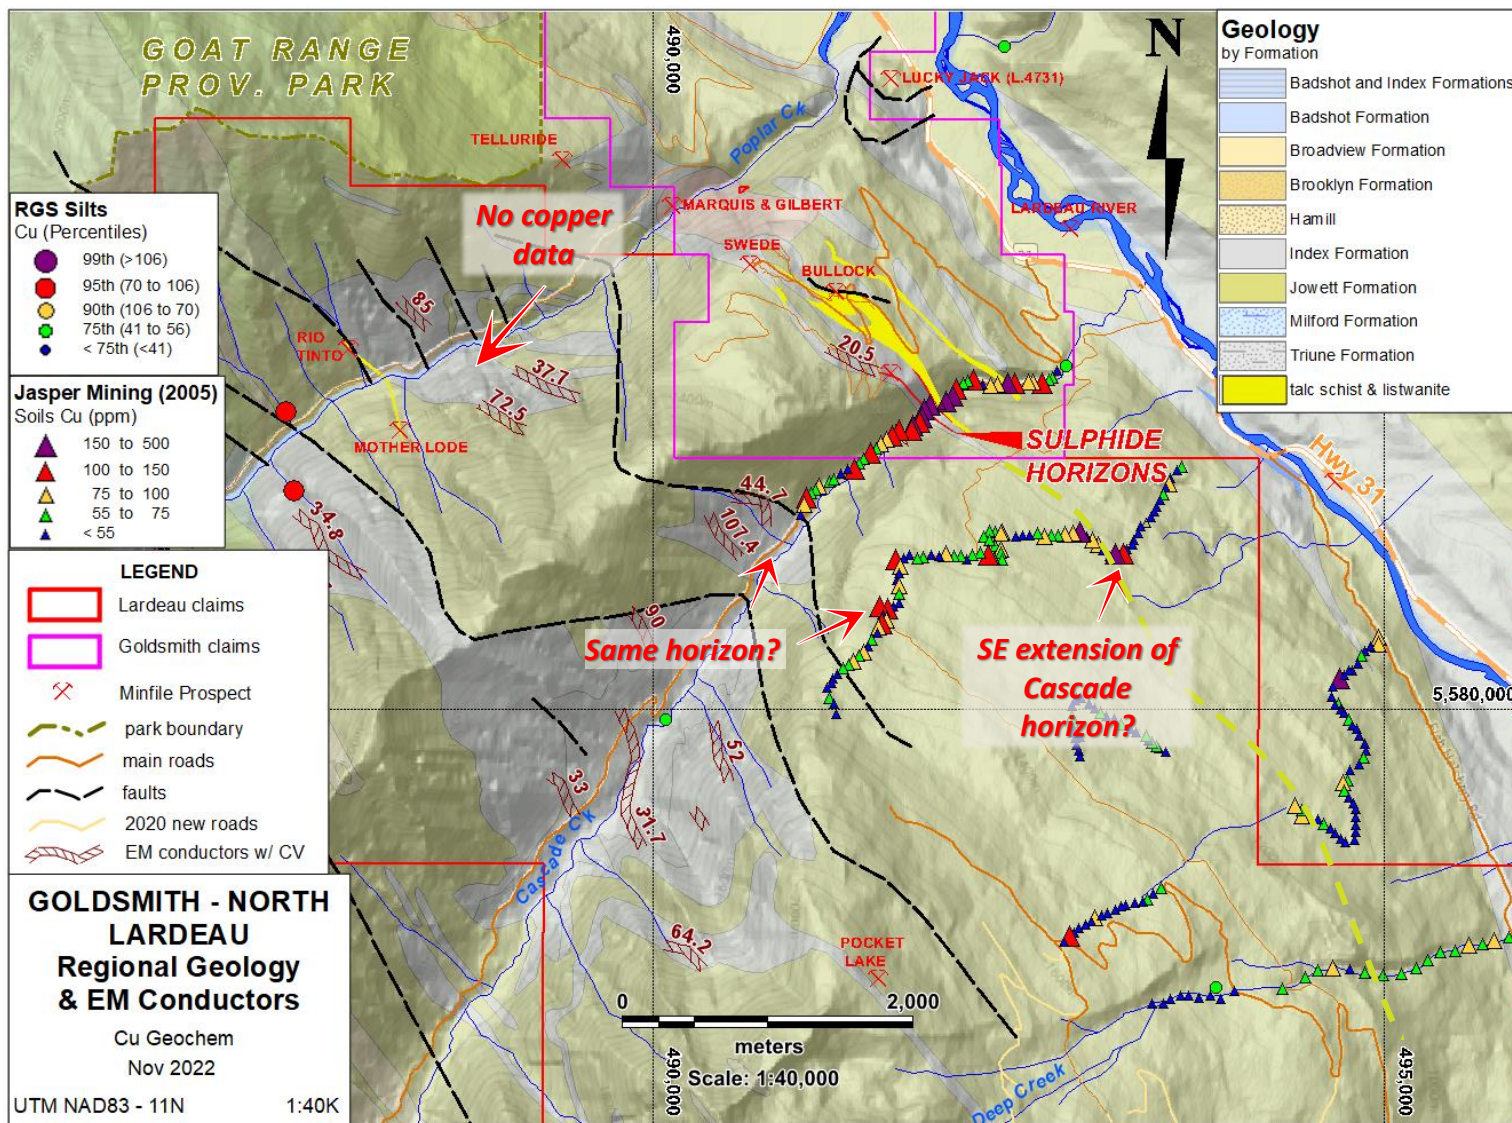 GOAT RANGE
PROV. PARK
490,000
N
Geology
by Formation
Badshot and Index Formations
Badshot Formation
Broadview Formation
Brooklyn Formation
Hamill
Index Formation
Jowett Formation
Milford Formation
Triune Formation
talc schist & listwanite
LUCKY JACK (L.4731)
TELLURIDE
Poplar Ck
MARQUIS & GILBERT
LARDEAU RIVER
SWEDE
BULLOCK
No copper
data
RGS Silts
Cu (Percentiles)
99th (>106)
95th (70 to 106)
90th (106 to 70)
75th (41 to 56)
< 75th (<41)
Jasper Mining (2005)
Soils Cu (ppm)
150 to 500
100 to 150
75 to 100
55 to 75
< 55
85
RIO
TINTO
37.7
72.5
MOTHER LODE
20.5
34.8
44.7
107.4
90
SULPHIDE
HORIZONS
Hwy 31
Same horizon?
SE extension of
Cascade
horizon?
5,580,000
LEGEND
Lardeau claims
Goldsmith claims
Minfile Prospect
park boundary
main roads
faults
2020 new roads
EM conductors w/ CV
52
33
31.7
Cascade Ck
64.2
POCKET
LAKE
GOLDSMITH - NORTH
LARDEAU
Regional Geology
& EM Conductors
Cu Geochem
Nov 2022
UTM NAD83 - 11N 1:40K
0 2,000
meters
Scale: 1:40,000
490,000
Deep Creek
495,000